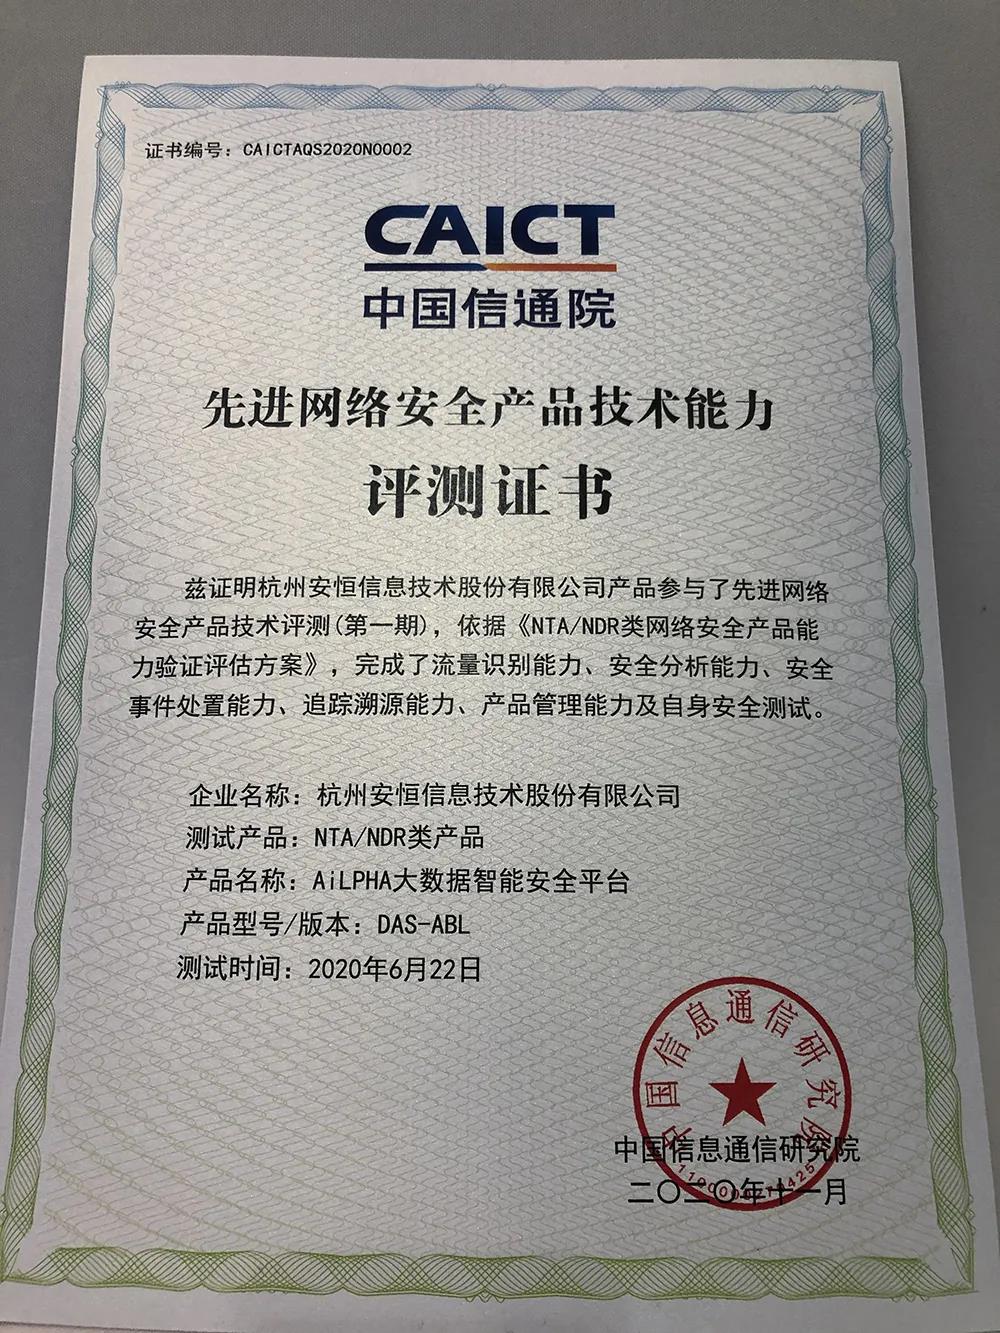 证书编号：CAICTAQS2020N0002
CAICT
中国信通院
先进网络安全产品技术能力
评测证书
兹证明杭州安恒信息技术股份有限公司产品参与了先进网络
安全产品技术评测(第一期)，依据《NTA/NDR类网络安全产品能
力验证评估方案》，完成了流量识别能力、安全分析能力、安全
事件处置能力、追踪溯源能力、产品管理能力及自身安全测试。
企业名称：杭州安恒信息技术股份有限公司
测试产品：NTA/NDR类产品
产品名称：AiLPHA大数据智能安全平台
产品型号/版本：DAS-ABL
测试时间：2020年6月22日
中国信息通信研究院
中国信息通信研究院
二〇二〇年十一月